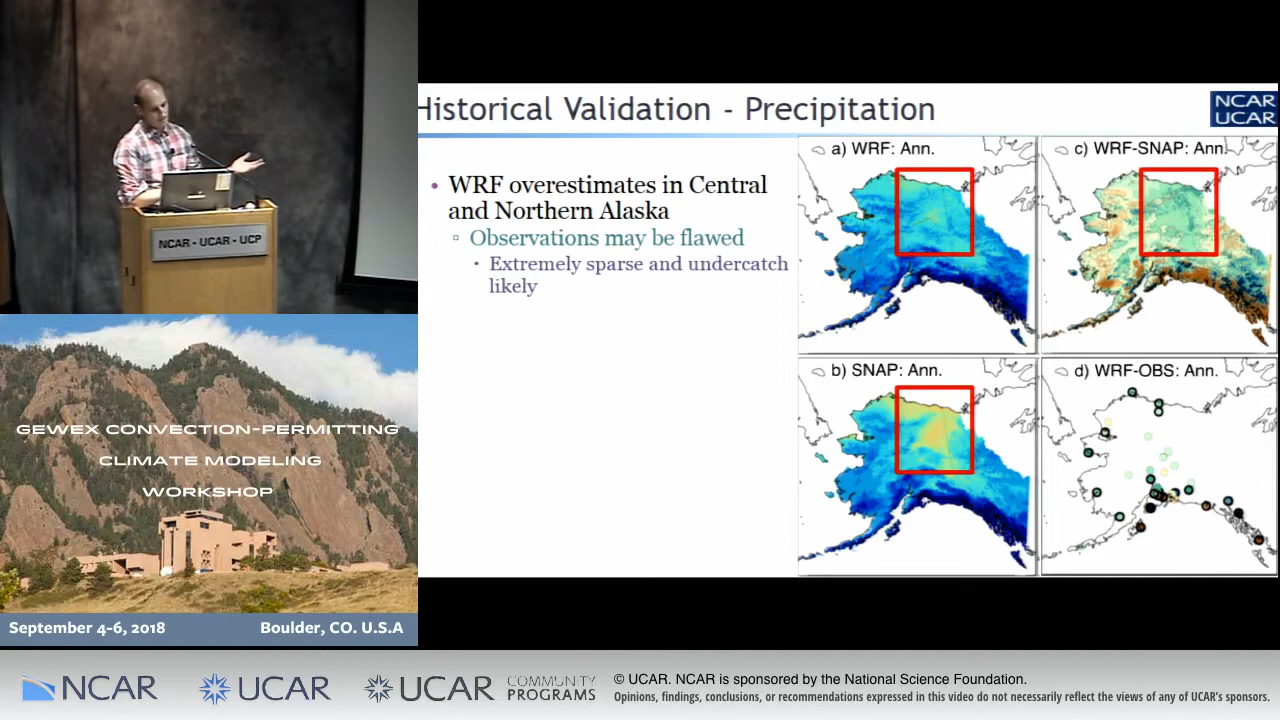 NCAR - UCAR - UCP
Historical Validation - Precipitation
NCAR
UCAR
• WRF overestimates in Central
and Northern Alaska
▫ Observations may be flawed
• Extremely sparse and undercatch
likely
a) WRF: Ann.
c) WRF-SNAP: Ann.
b) SNAP: Ann.
d) WRF-OBS: Ann.
GEWEX CONVECTION-PERMITTING
CLIMATE MODELING
WORKSHOP
September 4-6, 2018
Boulder, CO. U.S.A
NCAR
UCAR
UCAR
COMMUNITY
PROGRAMS
© UCAR. NCAR is sponsored by the National Science Foundation.
Opinions, findings, conclusions, or recommendations expressed in this video do not necessarily reflect the views of any of UCAR's sponsors.